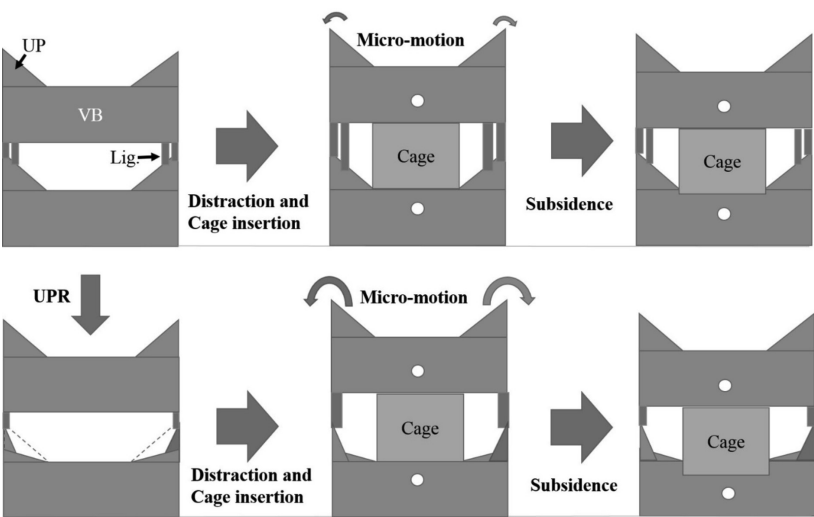 UP
VB
Lig.
Distraction and
Cage insertion
Micro-motion
Cage
Subsidence
Cage
UPR
Distraction and
Cage insertion
Micro-motion
Cage
Subsidence
Cage